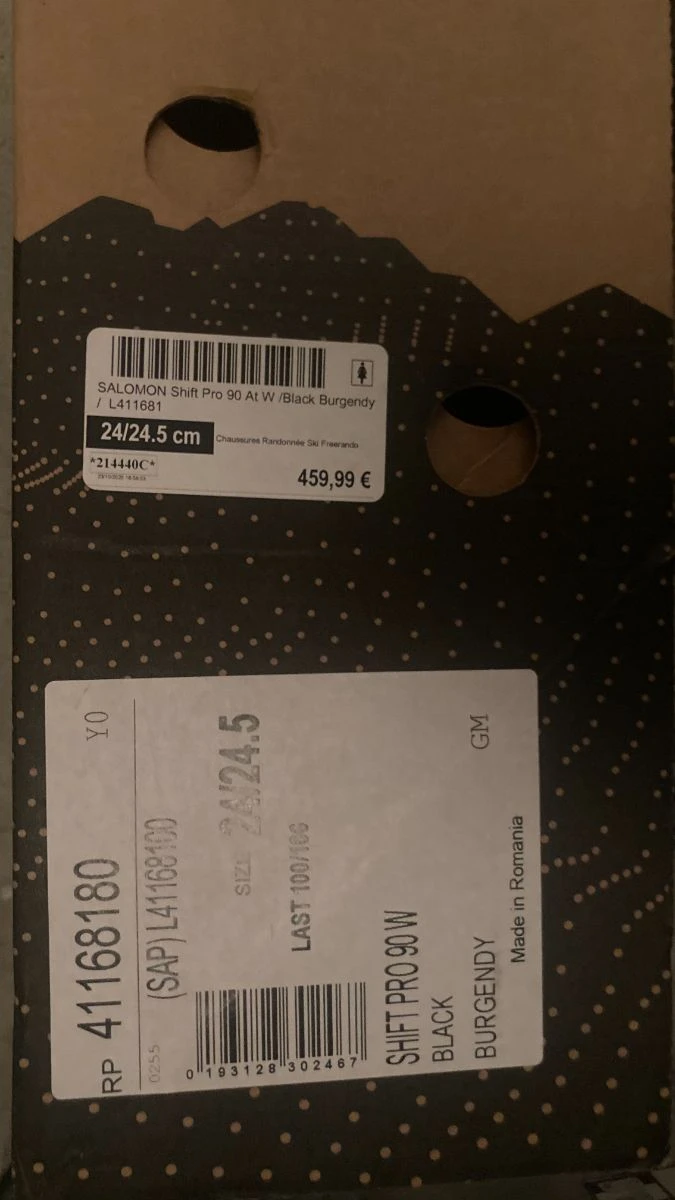 SALOMON Shift Pro 90 At W /Black Burgendy
/ L411681
24/24.5 cm
Chaussures Randonnée Ski Freerando
*214440C*
459,99 €
RP 41168180 Y0
0255 (SAP) L41168100
SIZE 24/24.5
LAST 100/106
0 193128 302467
SHIFT PRO 90 W
BLACK
BURGENDY GM
Made in Romania